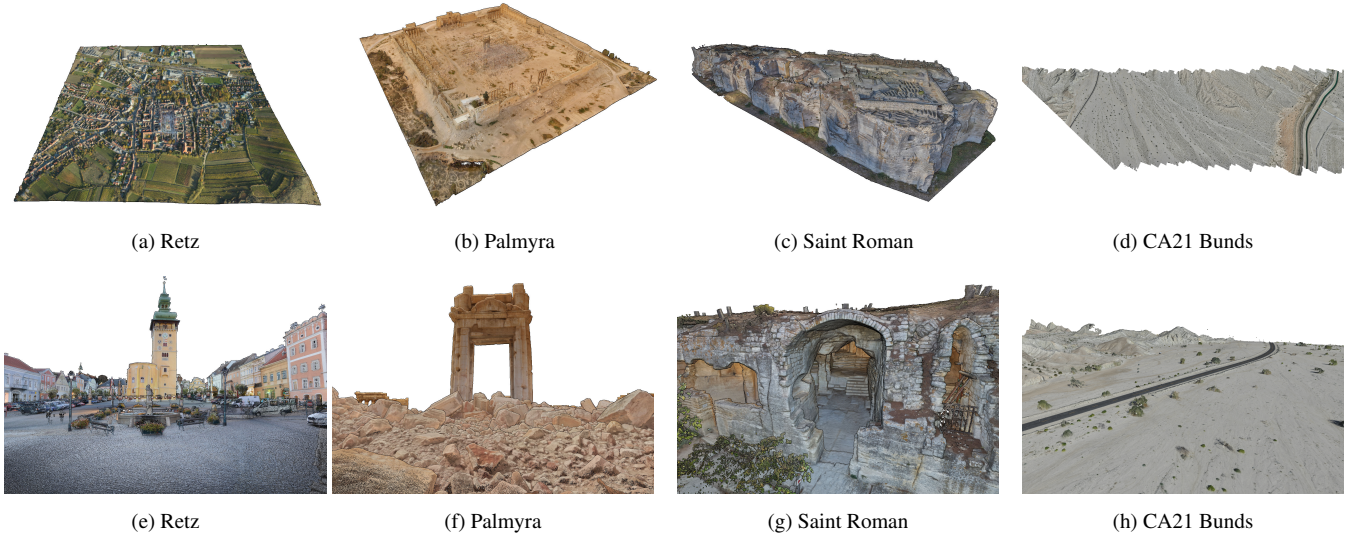 (a) Retz
(b) Palmyra
(c) Saint Roman
(d) CA21 Bunds
(e) Retz
(f) Palmyra
(g) Saint Roman
(h) CA21 Bunds